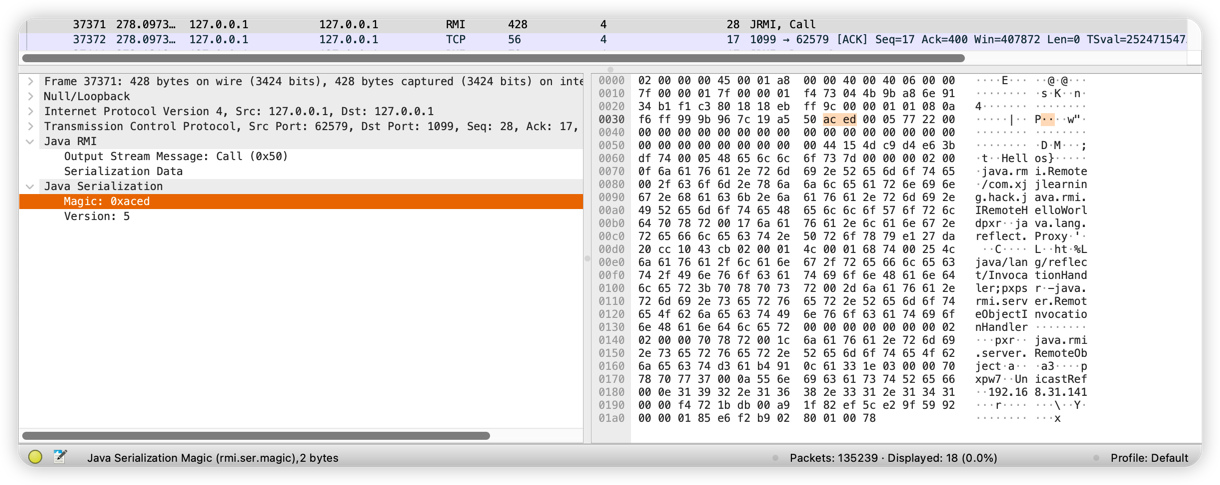 37371 278.0973… 127.0.0.1 127.0.0.1 RMI 428 4 28 JRMI, Call
37372 278.0973… 127.0.0.1 127.0.0.1 TCP 56 4 17 1099 → 62579 [ACK] Seq=17 Ack=400 Win=407872 Len=0 TSval=252471547
Frame 37371: 428 bytes on wire (3424 bits), 428 bytes captured (3424 bits) on inte
Null/Loopback
Internet Protocol Version 4, Src: 127.0.0.1, Dst: 127.0.0.1
Transmission Control Protocol, Src Port: 62579, Dst Port: 1099, Seq: 28, Ack: 17,
Java RMI
Output Stream Message: Call (0x50)
Serialization Data
Java Serialization
Magic: 0xaced
Version: 5
0000 02 00 00 00 45 00 01 a8 00 00 40 00 40 06 00 00 ····E··· ··@·@···
0010 7f 00 00 01 7f 00 00 01 f4 73 04 4b 9b a8 6e 91 ········ ·s·K··n·
0020 34 b1 f1 c3 80 18 18 eb ff 9c 00 00 01 01 08 0a 4······· ········
0030 f6 ff 99 9b 96 7c 19 a5 50 ac ed 00 05 77 22 00 ·····|·· P····w"·
0040 00 00 00 00 00 00 00 00 00 00 00 00 00 00 00 00 ········ ········
0050 00 00 00 00 00 00 00 00 00 44 15 4d c9 d4 e6 3b ········ ·D·M···;
0060 df 74 00 05 48 65 6c 6c 6f 73 7d 00 00 00 02 00 ·t··Hell os}·····
0070 0f 6a 61 76 61 2e 72 6d 69 2e 52 65 6d 6f 74 65 ·java.rm i.Remote
0080 00 2f 63 6f 6d 2e 78 6a 6a 6c 65 61 72 6e 69 6e ·/com.xj jlearnin
0090 67 2e 68 61 63 6b 2e 6a 61 76 61 2e 72 6d 69 2e g.hack.j ava.rmi.
00a0 49 52 65 6d 6f 74 65 48 65 6c 6c 6f 57 6f 72 6c IRemoteH elloWorl
00b0 64 70 78 72 00 17 6a 61 76 61 2e 6c 61 6e 67 2e dpxr··ja va.lang.
00c0 72 65 66 6c 65 63 74 2e 50 72 6f 78 79 e1 27 da reflect. Proxy·'·
00d0 20 cc 10 43 cb 02 00 01 4c 00 01 68 74 00 25 4c  ··C···· L··ht·%L
00e0 6a 61 76 61 2f 6c 61 6e 67 2f 72 65 66 6c 65 63 java/lan g/reflec
00f0 74 2f 49 6e 76 6f 63 61 74 69 6f 6e 48 61 6e 64 t/Invoca tionHand
0100 6c 65 72 3b 70 78 70 73 72 00 2d 6a 61 76 61 2e ler;pxps r·-java.
0110 72 6d 69 2e 73 65 72 76 65 72 2e 52 65 6d 6f 74 rmi.serv er.Remot
0120 65 4f 62 6a 65 63 74 49 6e 76 6f 63 61 74 69 6f eObjectI nvocatio
0130 6e 48 61 6e 64 6c 65 72 00 00 00 00 00 00 00 02 nHandler ········
0140 02 00 00 70 78 72 00 1c 6a 61 76 61 2e 72 6d 69 ···pxr·· java.rmi
0150 2e 73 65 72 76 65 72 2e 52 65 6d 6f 74 65 4f 62 .server. RemoteOb
0160 6a 65 63 74 d3 61 b4 91 0c 61 33 1e 03 00 00 70 ject·a·· ·a3····p
0170 78 70 77 37 00 0a 55 6e 69 63 61 73 74 52 65 66 xpw7··Un icastRef
0180 00 0e 31 39 32 2e 31 36 38 2e 33 31 2e 31 34 31 ··192.16 8.31.141
0190 00 00 f4 72 1b db 00 a9 1f 82 ef 5c e2 9f 59 92 ···r···· ···\··Y·
01a0 00 00 01 85 e6 f2 b9 02 80 01 00 78 ········ ···x
Java Serialization Magic (rmi.ser.magic), 2 bytes
Packets: 135239 · Displayed: 18 (0.0%)
Profile: Default